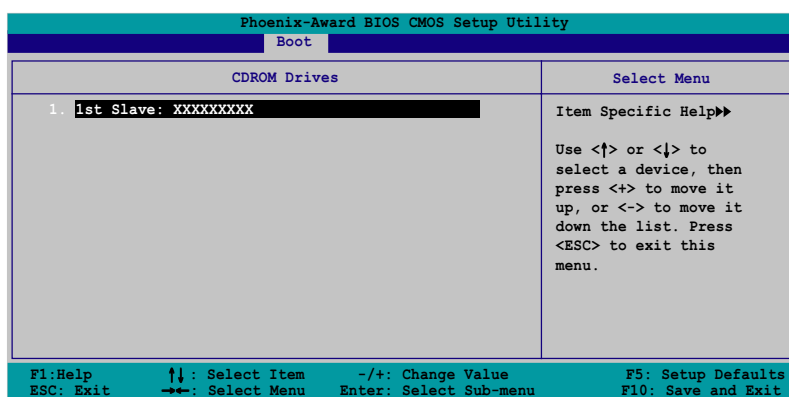 Phoenix-Award BIOS CMOS Setup Utility
Boot
CDROM Drives
Select Menu
1. 1st Slave: XXXXXXXXX
Item Specific Help▶▶
Use <↑> or <↓> to
select a device, then
press <+> to move it
up, or <-> to move it
down the list. Press
<ESC> to exit this
menu.
F1:Help ↑↓ : Select Item -/+: Change Value F5: Setup Defaults
ESC: Exit →←: Select Menu Enter: Select Sub-menu F10: Save and Exit